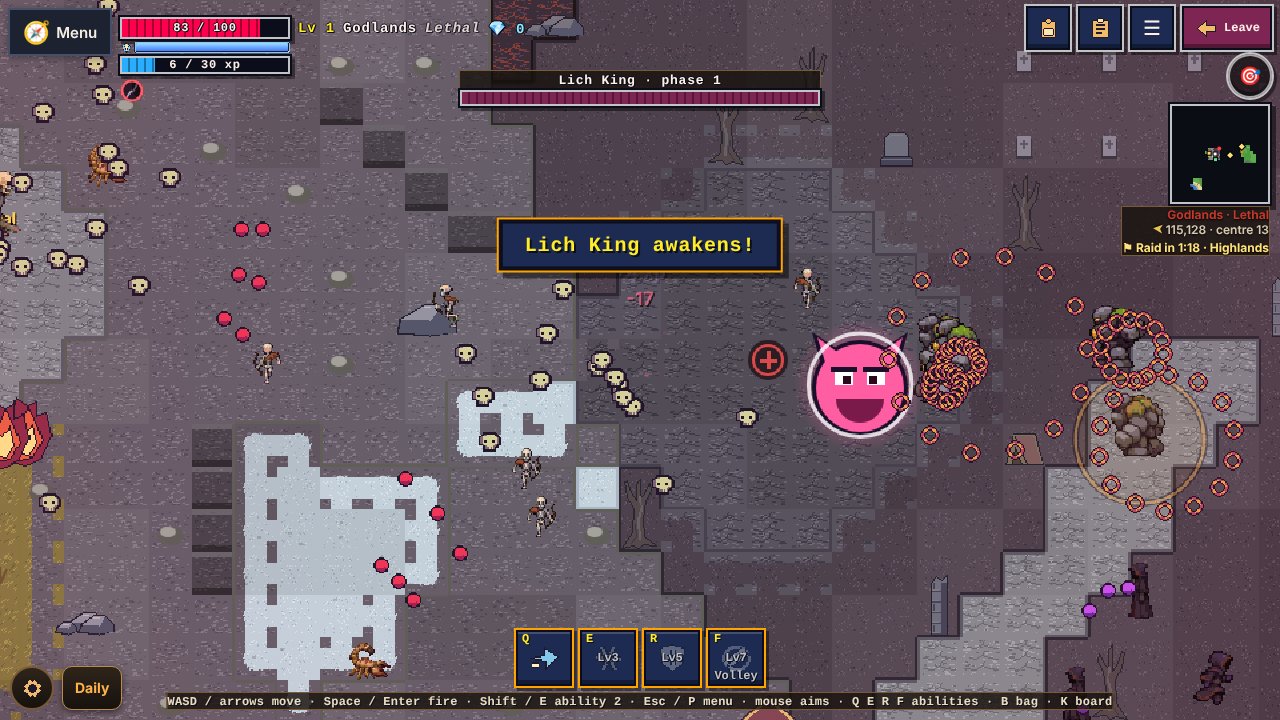 Menu
83 / 100
Lv 1 Godlands Lethal 0
6 / 30 xp
Leave
Lich King · phase 1
Godlands · Lethal
115,128 · centre 13
Raid in 1:18 · Highlands
Lich King awakens!
-17
Q
E
Lv3
R
Lv5
F
Lv7
Volley
Daily
WASD / arrows move · Space / Enter fire · Shift / E ability 2 · Esc / P menu · mouse aims · Q E R F abilities · B bag · K board